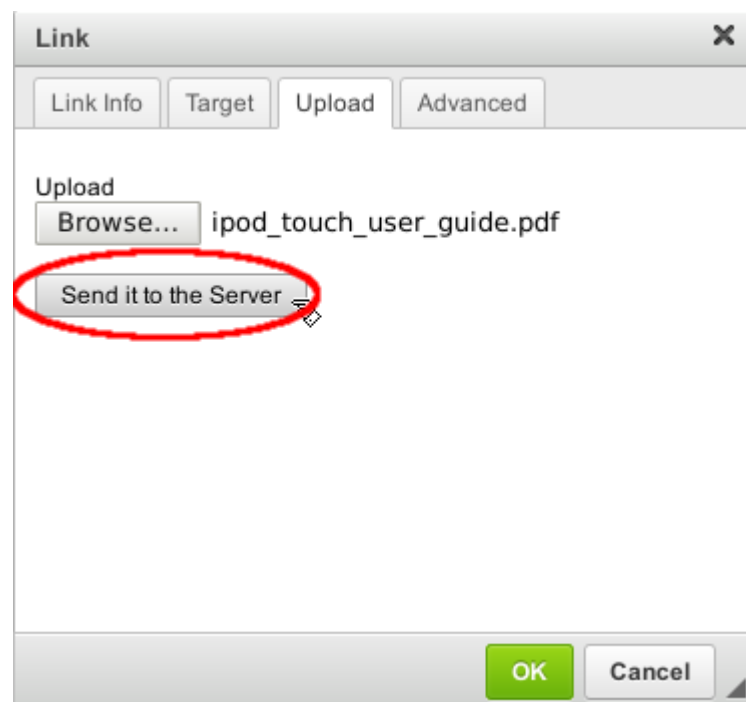 Link
Link Info Target Upload Advanced
Upload
Browse... ipod_touch_user_guide.pdf
Send it to the Server
OK Cancel